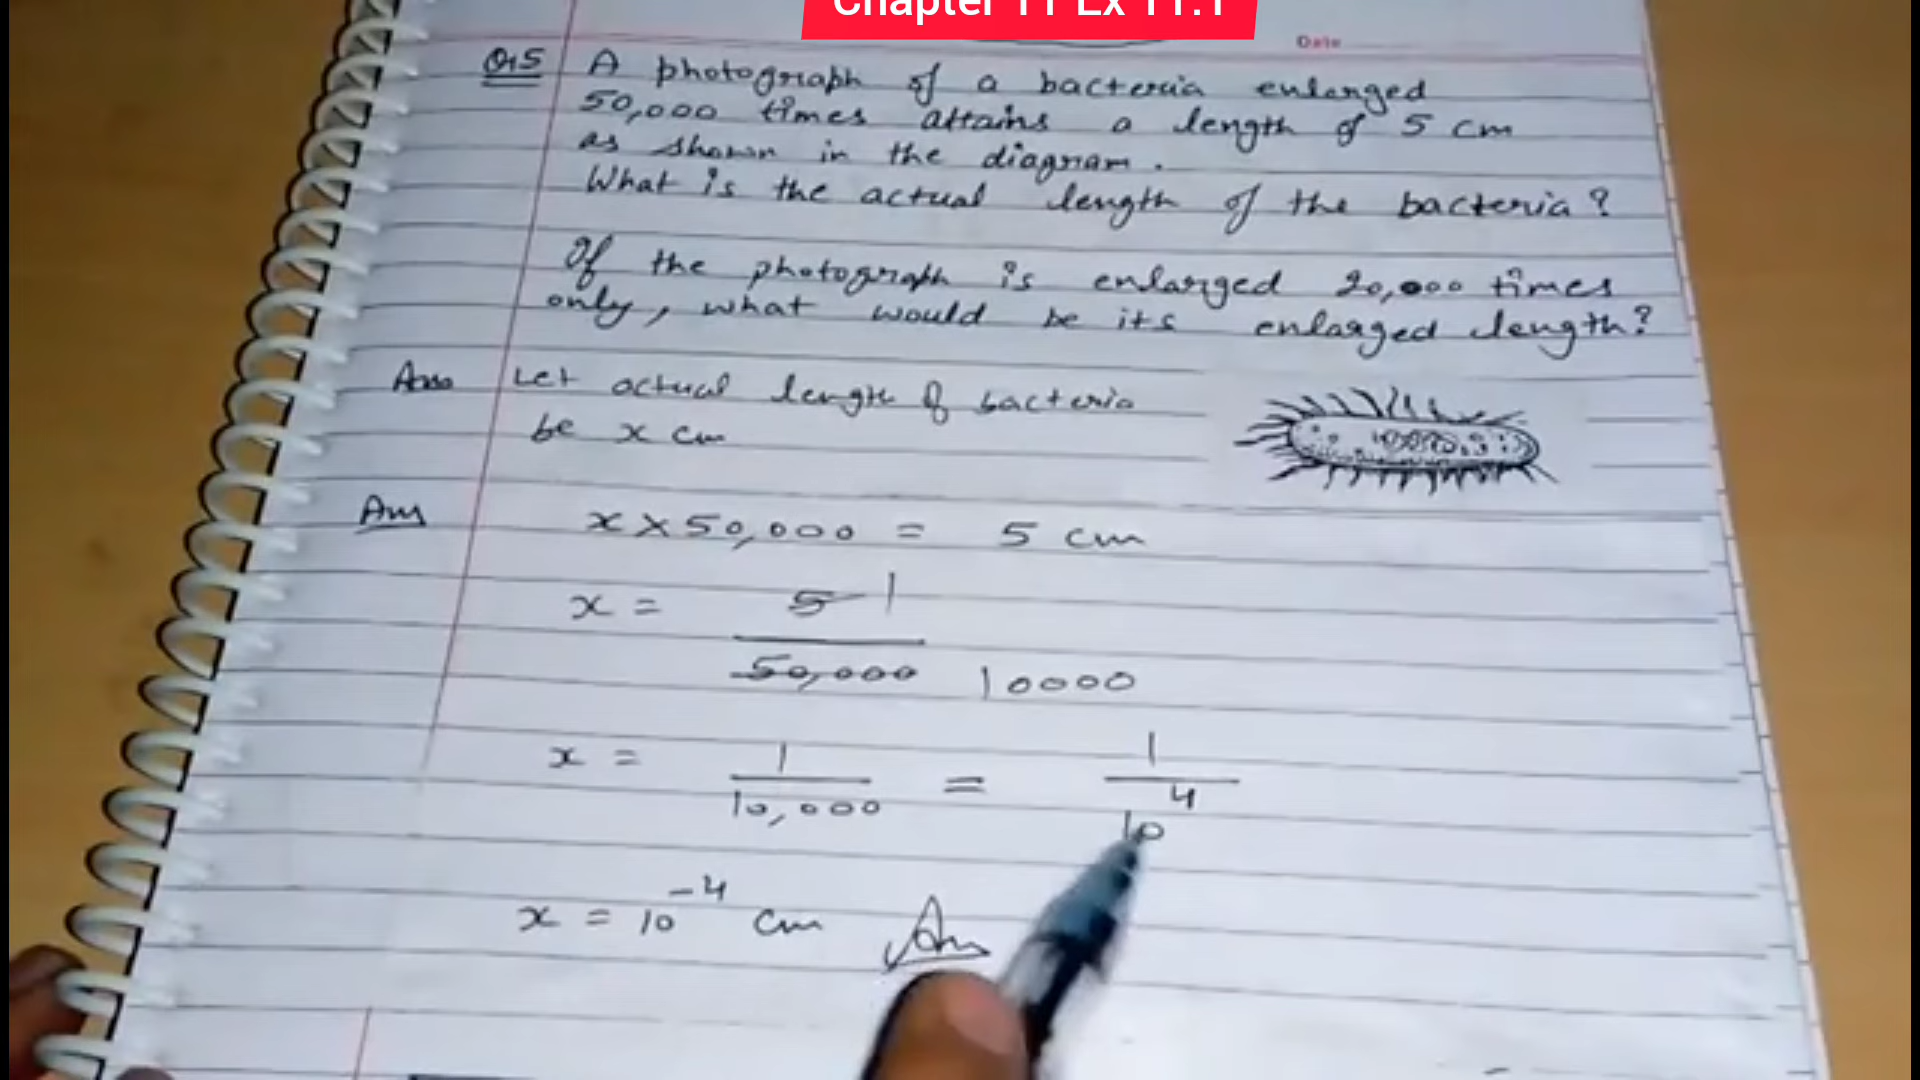 Chapter 11 Ex 11.1
Date
Q.5 A photograph of a bacteria enlarged
50,000 times attains a length of 5 cm
as shown in the diagram.
What is the actual length of the bacteria?
If the photograph is enlarged 20,000 times
only, what would be its enlarged length?
Ans Let actual length of bacteria
be x cm
Ans x × 50,000 = 5 cm
x = 5 1
50,000 10000
x = 1 = 1
10,000 10⁴
x = 10⁻⁴ cm Ans